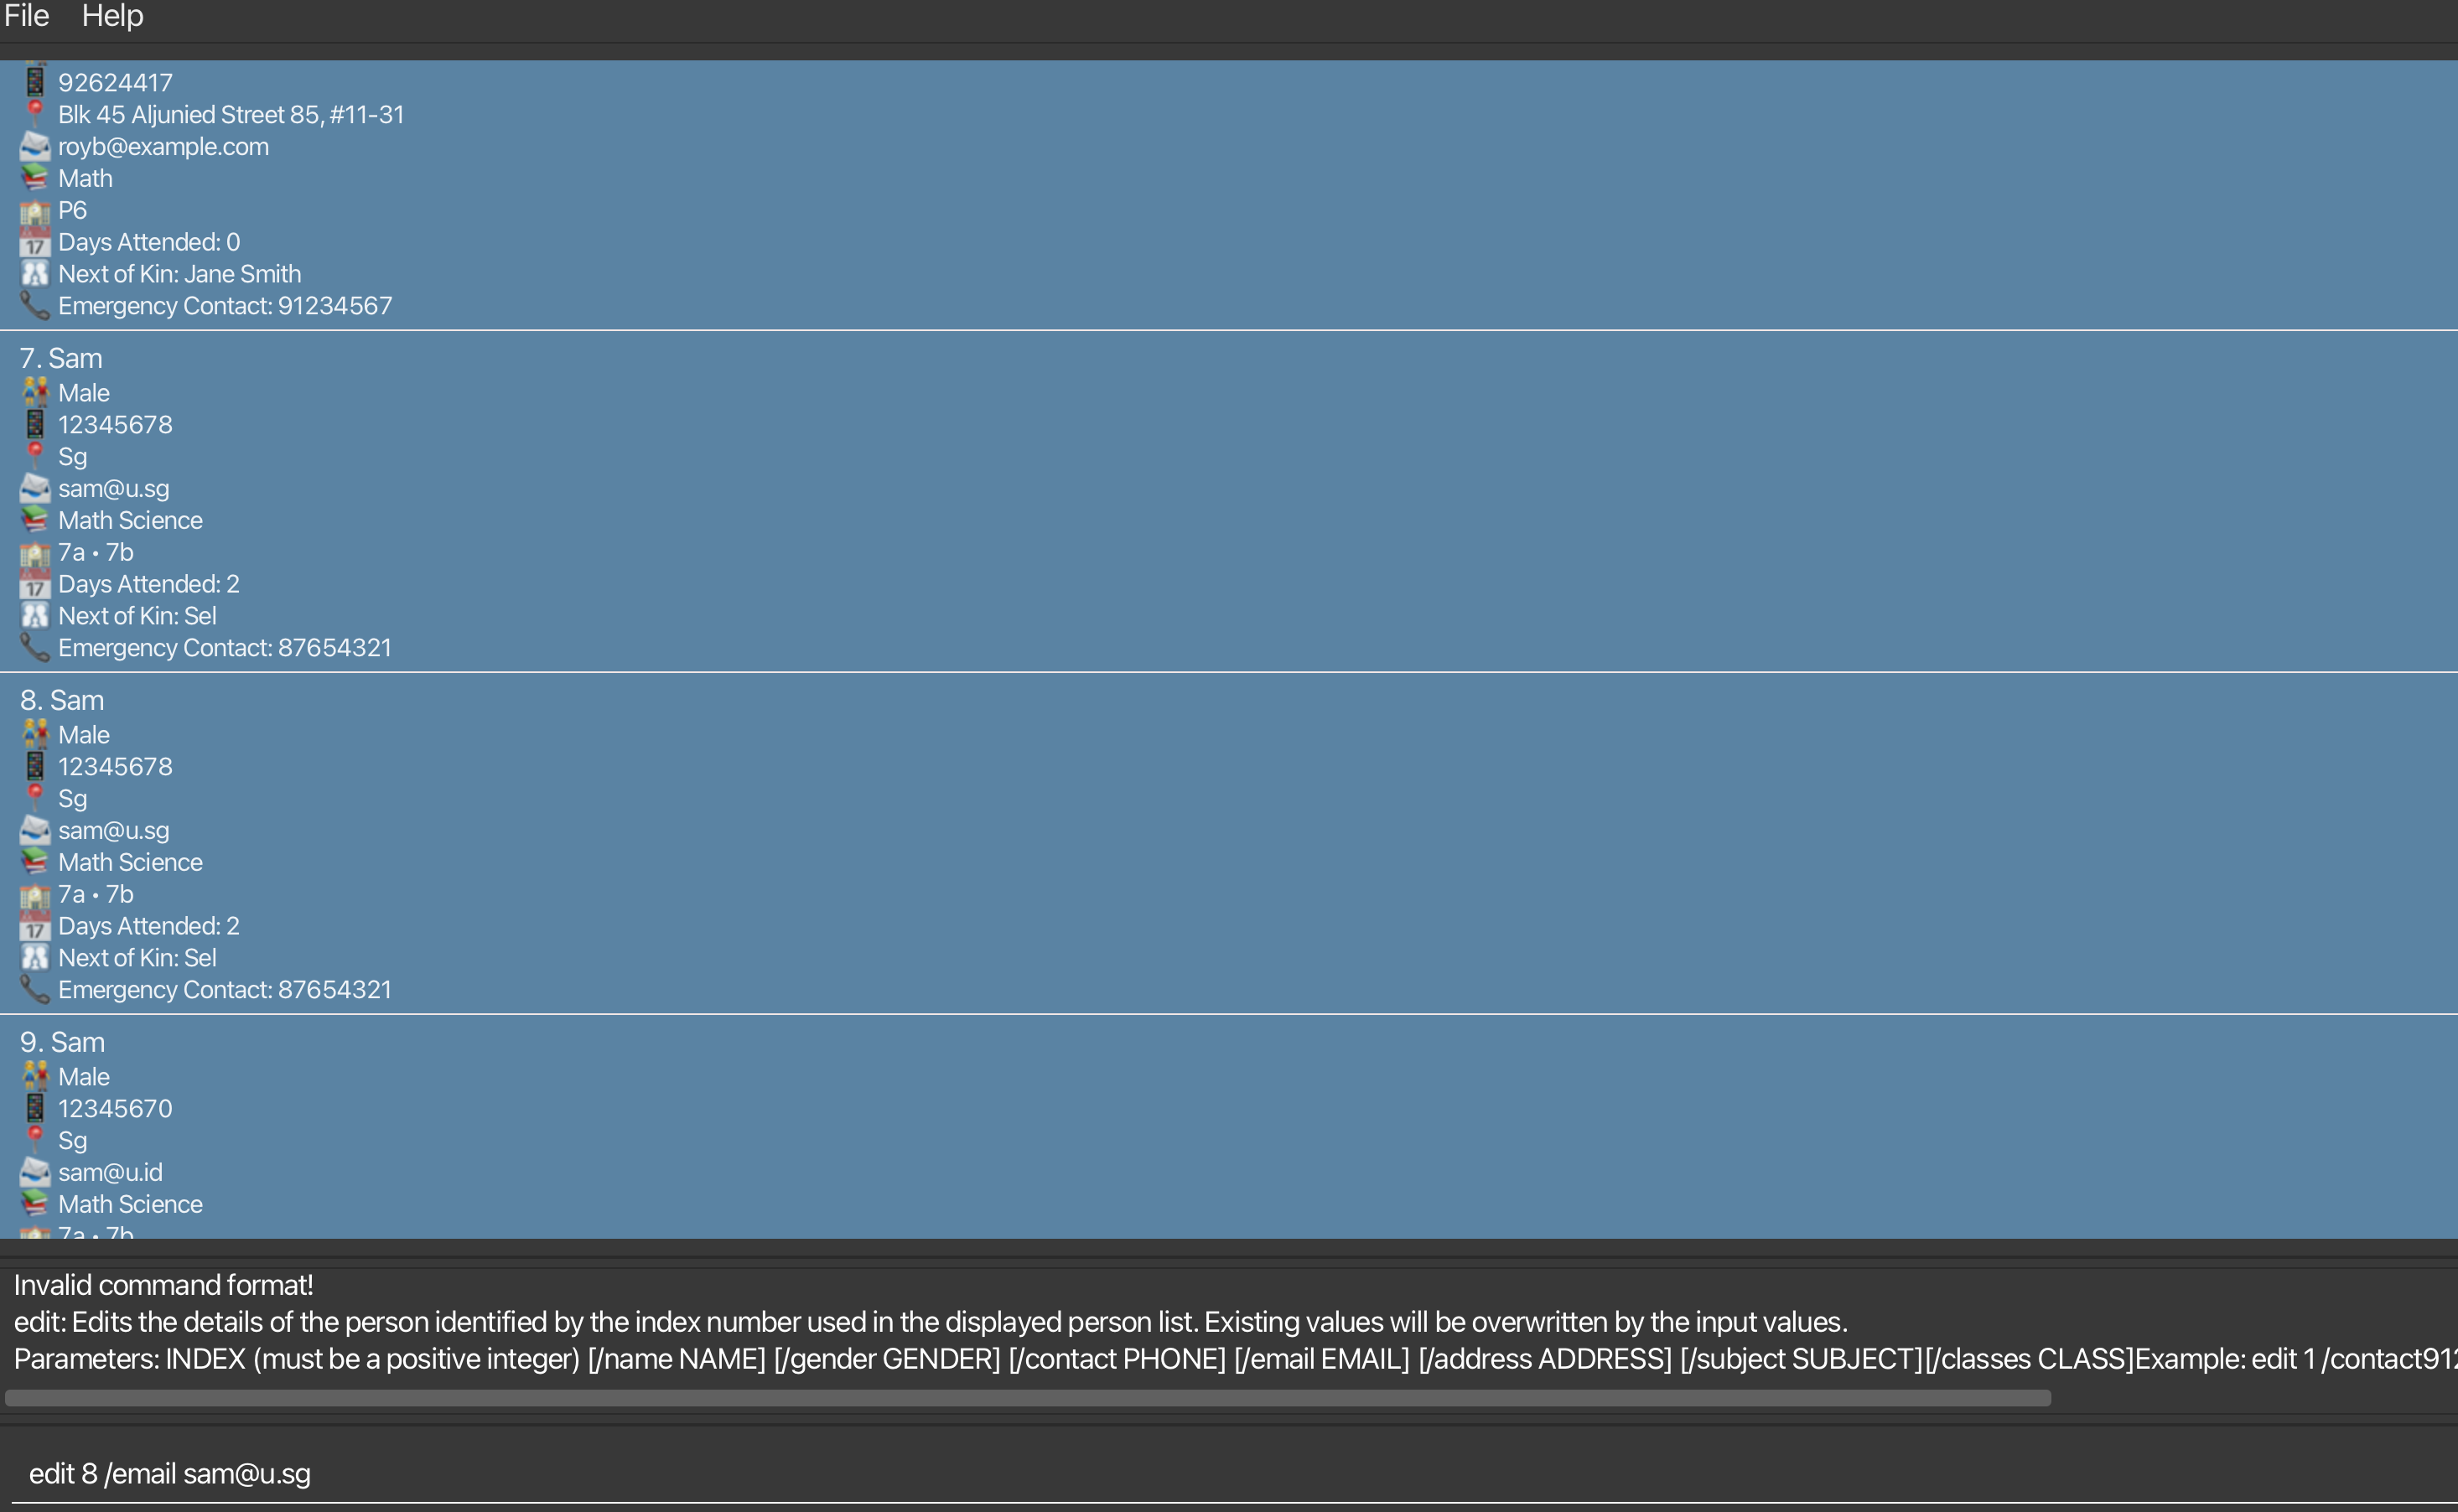 File Help
92624417
Blk 45 Aljunied Street 85, #11-31
royb@example.com
Math
P6
17 Days Attended: 0
Next of Kin: Jane Smith
Emergency Contact: 91234567
7. Sam
Male
12345678
Sg
sam@u.sg
Math Science
7a • 7b
17 Days Attended: 2
Next of Kin: Sel
Emergency Contact: 87654321
8. Sam
Male
12345678
Sg
sam@u.sg
Math Science
7a • 7b
17 Days Attended: 2
Next of Kin: Sel
Emergency Contact: 87654321
9. Sam
Male
12345670
Sg
sam@u.id
Math Science
7a • 7b
Invalid command format!
edit: Edits the details of the person identified by the index number used in the displayed person list. Existing values will be overwritten by the input values.
Parameters: INDEX (must be a positive integer) [/name NAME] [/gender GENDER] [/contact PHONE] [/email EMAIL] [/address ADDRESS] [/subject SUBJECT][/classes CLASS]Example: edit 1 /contact912
edit 8 /email sam@u.sg